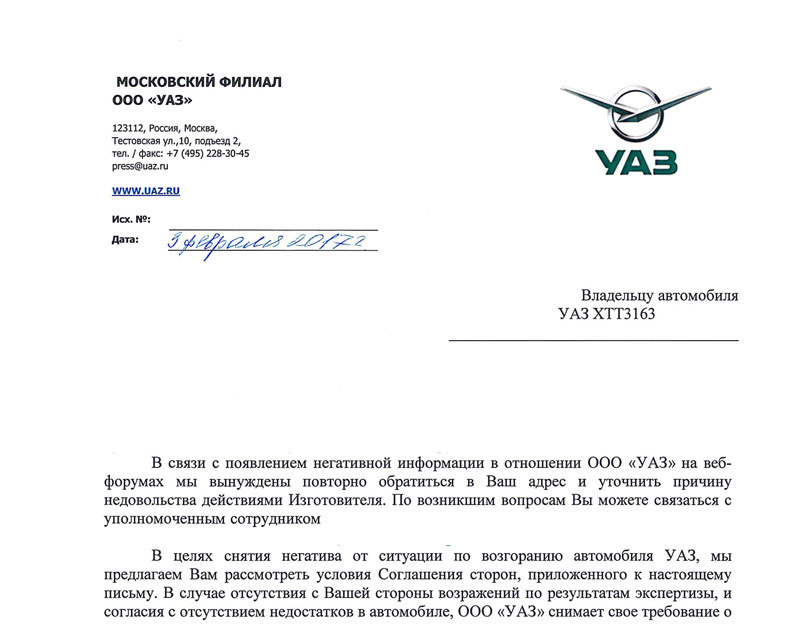 МОСКОВСКИЙ ФИЛИАЛ
ООО «УАЗ»
123112, Россия, Москва,
Тестовская ул.,10, подъезд 2,
тел. / факс: +7 (495) 228-30-45
press@uaz.ru
WWW.UAZ.RU
Исх. №:
Дата: 3 февраля 2017 г
УАЗ
Владельцу автомобиля
УАЗ XTT3163
В связи с появлением негативной информации в отношении ООО «УАЗ» на веб-
форумах мы вынуждены повторно обратиться в Ваш адрес и уточнить причину
недовольства действиями Изготовителя. По возникшим вопросам Вы можете связаться с
уполномоченным сотрудником
В целях снятия негатива от ситуации по возгоранию автомобиля УАЗ, мы
предлагаем Вам рассмотреть условия Соглашения сторон, приложенного к настоящему
письму. В случае отсутствия с Вашей стороны возражений по результатам экспертизы, и
согласия с отсутствием недостатков в автомобиле, ООО «УАЗ» снимает свое требование о